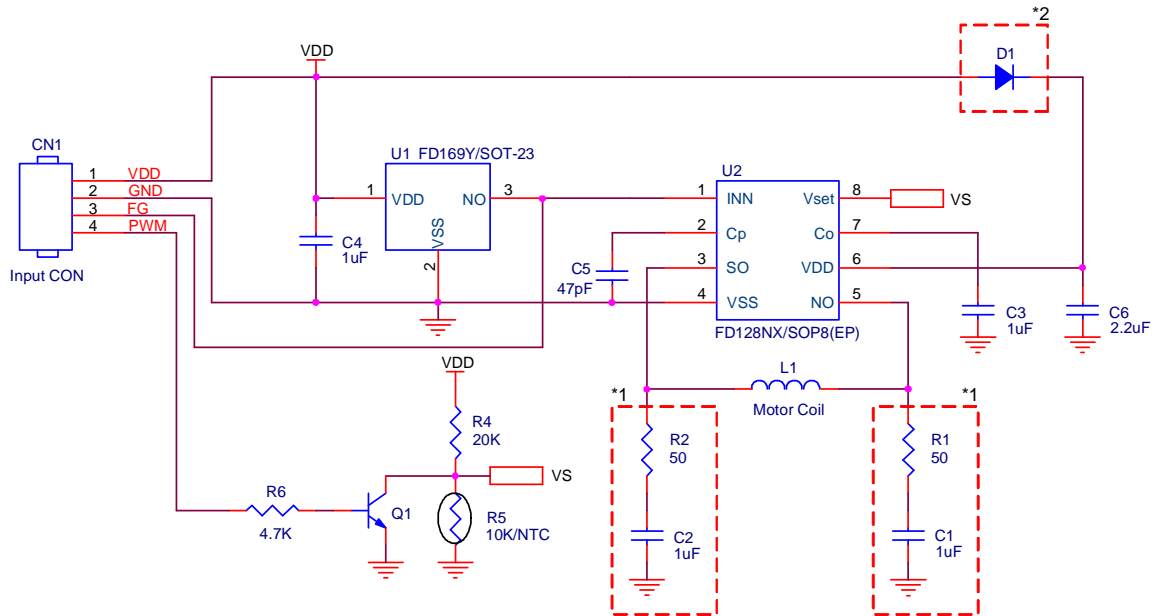 *2
VDD
D1
CN1
1 VDD
2 GND
3 FG
4 PWM
Input CON
U1 FD169Y/SOT-23
1 VDD
NO 3
VSS
2
C4
1uF
U2
1 INN
2 Cp
3 SO
4 VSS
Vset 8
Co 7
VDD 6
NO 5
FD128NX/SOP8(EP)
VS
C5
47pF
C3
1uF
C6
2.2uF
L1
Motor Coil
*1
*1
VDD
R4
20K
VS
R2
50
R1
50
R6
4.7K
Q1
R5
10K/NTC
C2
1uF
C1
1uF